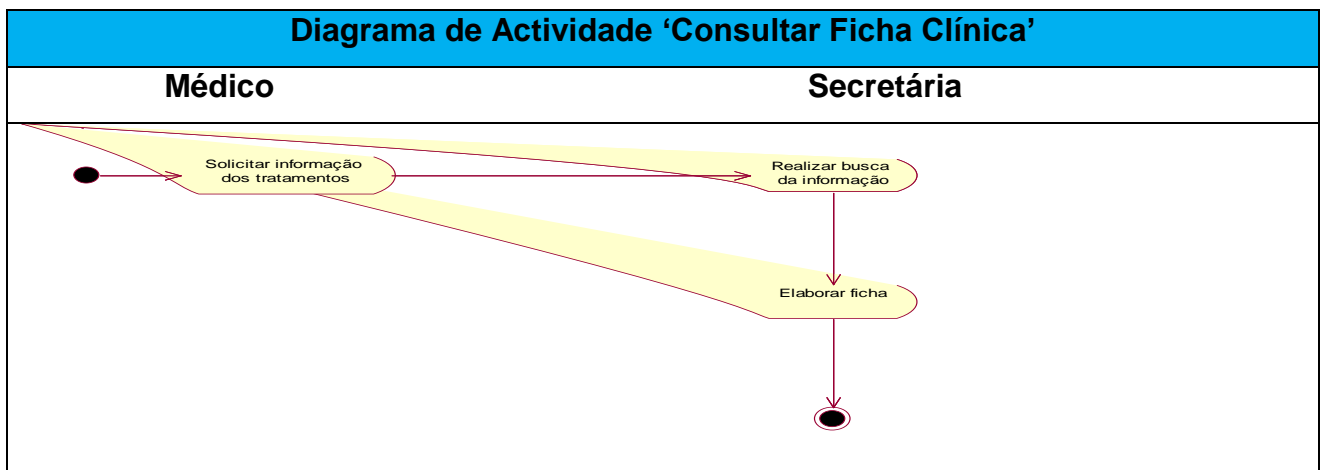 Diagrama de Actividade ‘Consultar Ficha Clínica’
Médico
Secretária
Solicitar informação
dos tratamentos
Realizar busca
da informação
Elaborar ficha